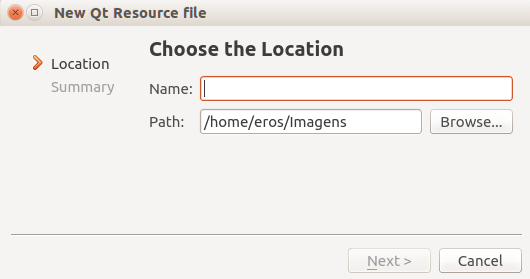 New Qt Resource file
Location
Summary
Choose the Location
Name:
Path: /home/eros/Imagens Browse...
Next > Cancel